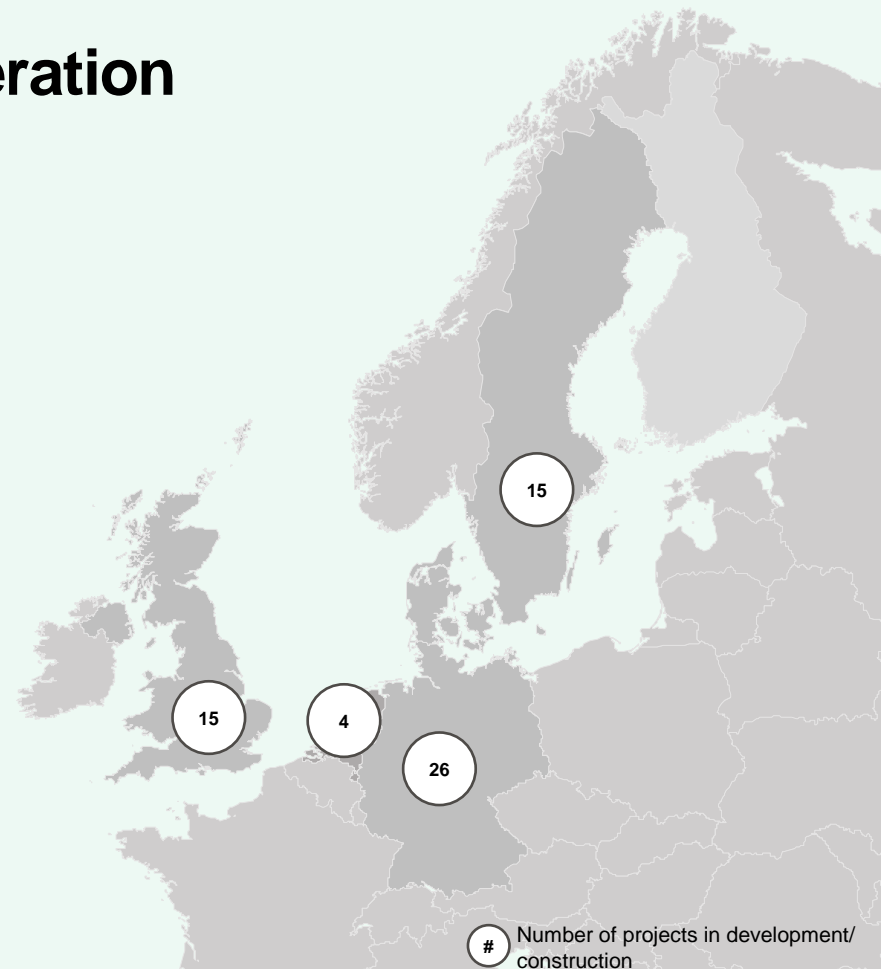 eration
15
15
4
26
# Number of projects in development/
construction